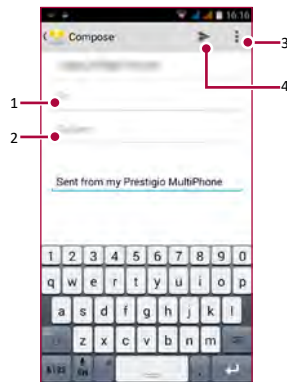 16:16
Compose
3
4
1
2
Sent from my Prestigio MultiPhone
1 2 3 4 5 6 7 8 9 0
q w e r t y u i o p
a s d f g h j k l
z x c v b n m
EN